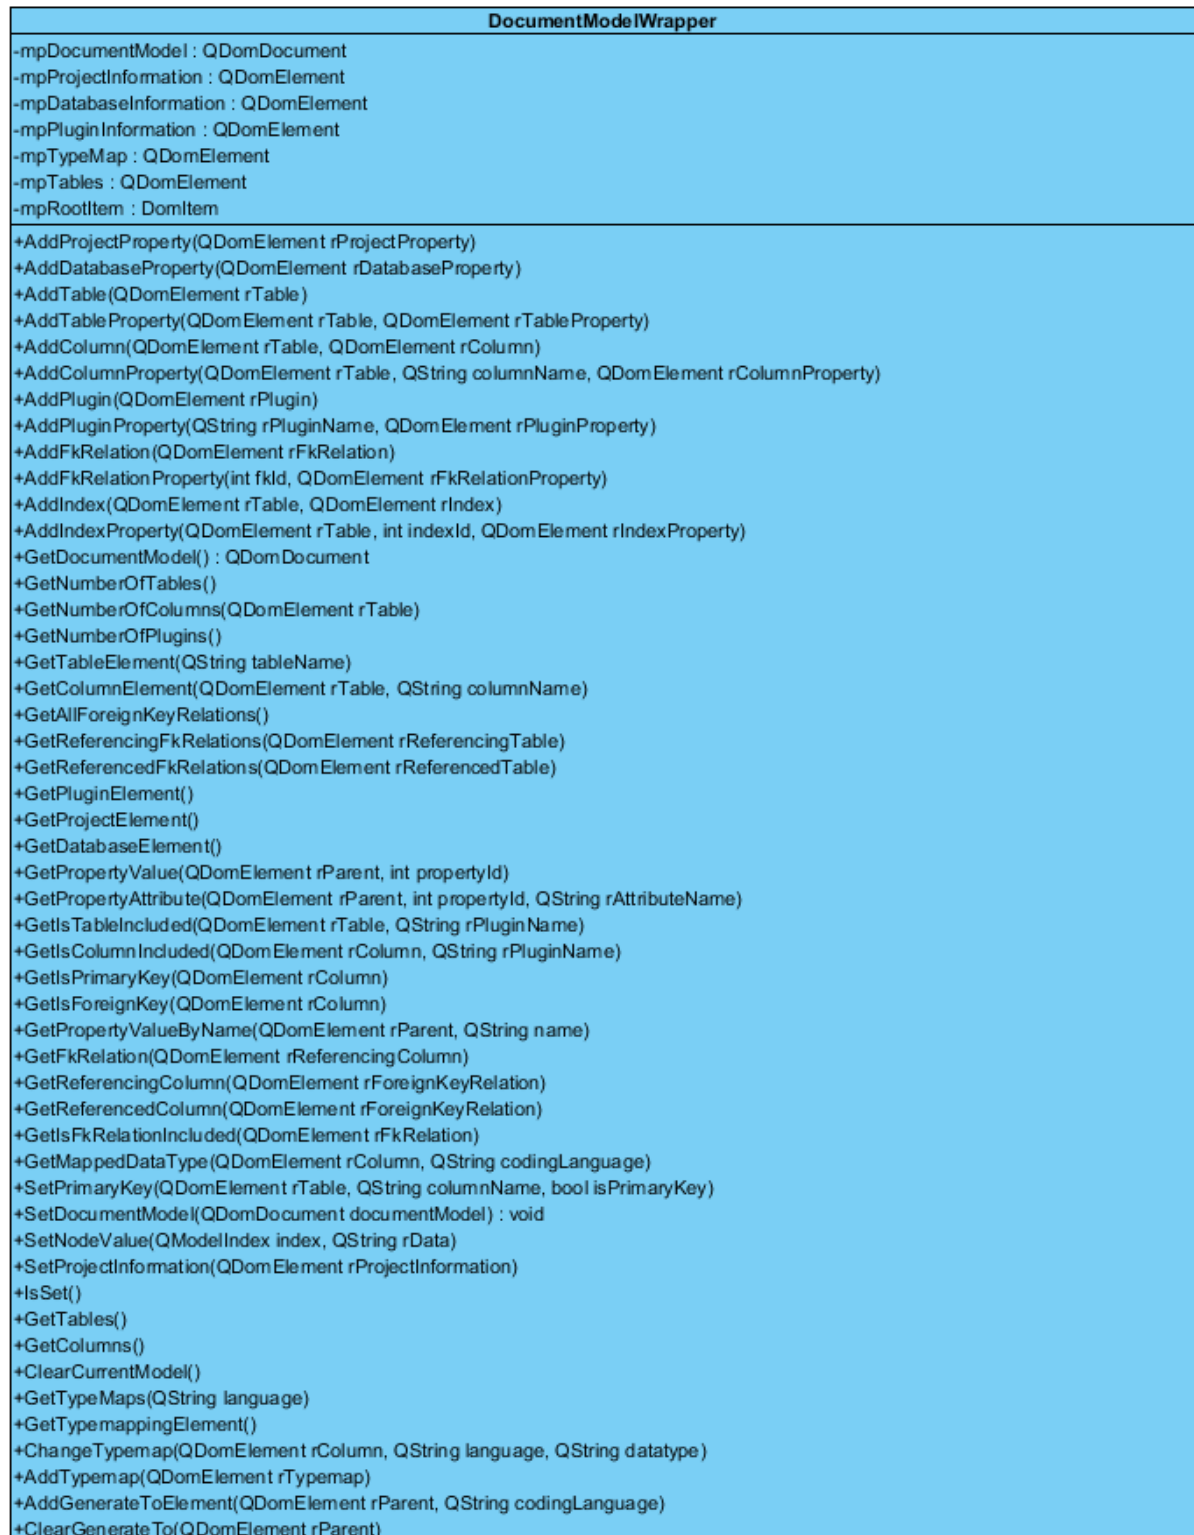 DocumentModelWrapper
-mpDocumentModel : QDomDocument
-mpProjectInformation : QDomElement
-mpDatabaseInformation : QDomElement
-mpPluginInformation : QDomElement
-mpTypeMap : QDomElement
-mpTables : QDomElement
-mpRootItem : DomItem
+AddProjectProperty(QDomElement rProjectProperty)
+AddDatabaseProperty(QDomElement rDatabaseProperty)
+AddTable(QDomElement rTable)
+AddTableProperty(QDomElement rTable, QDomElement rTableProperty)
+AddColumn(QDomElement rTable, QDomElement rColumn)
+AddColumnProperty(QDomElement rTable, QString columnName, QDomElement rColumnProperty)
+AddPlugin(QDomElement rPlugin)
+AddPluginProperty(QString rPluginName, QDomElement rPluginProperty)
+AddFkRelation(QDomElement rFkRelation)
+AddFkRelationProperty(int fkId, QDomElement rFkRelationProperty)
+AddIndex(QDomElement rTable, QDomElement rIndex)
+AddIndexProperty(QDomElement rTable, int indexId, QDomElement rIndexProperty)
+GetDocumentModel() : QDomDocument
+GetNumberOfTables()
+GetNumberOfColumns(QDomElement rTable)
+GetNumberOfPlugins()
+GetTableElement(QString tableName)
+GetColumnElement(QDomElement rTable, QString columnName)
+GetAllForeignKeyRelations()
+GetReferencingFkRelations(QDomElement rReferencingTable)
+GetReferencedFkRelations(QDomElement rReferencedTable)
+GetPluginElement()
+GetProjectElement()
+GetDatabaseElement()
+GetPropertyValue(QDomElement rParent, int propertyId)
+GetPropertyAttribute(QDomElement rParent, int propertyId, QString rAttributeName)
+GetIsTableIncluded(QDomElement rTable, QString rPluginName)
+GetIsColumnIncluded(QDomElement rColumn, QString rPluginName)
+GetIsPrimaryKey(QDomElement rColumn)
+GetIsForeignKey(QDomElement rColumn)
+GetPropertyValueByName(QDomElement rParent, QString name)
+GetFkRelation(QDomElement rReferencingColumn)
+GetReferencingColumn(QDomElement rForeignKeyRelation)
+GetReferencedColumn(QDomElement rForeignKeyRelation)
+GetIsFkRelationIncluded(QDomElement rFkRelation)
+GetMappedDataType(QDomElement rColumn, QString codingLanguage)
+SetPrimaryKey(QDomElement rTable, QString columnName, bool isPrimaryKey)
+SetDocumentModel(QDomDocument documentModel) : void
+SetNodeValue(QModelIndex index, QString rData)
+SetProjectInformation(QDomElement rProjectInformation)
+IsSet()
+GetTables()
+GetColumns()
+ClearCurrentModel()
+GetTypeMaps(QString language)
+GetTypemappingElement()
+ChangeTypemap(QDomElement rColumn, QString language, QString datatype)
+AddTypemap(QDomElement rTypemap)
+AddGenerateToElement(QDomElement rParent, QString codingLanguage)
+ClearGenerateTo(QDomElement rParent)